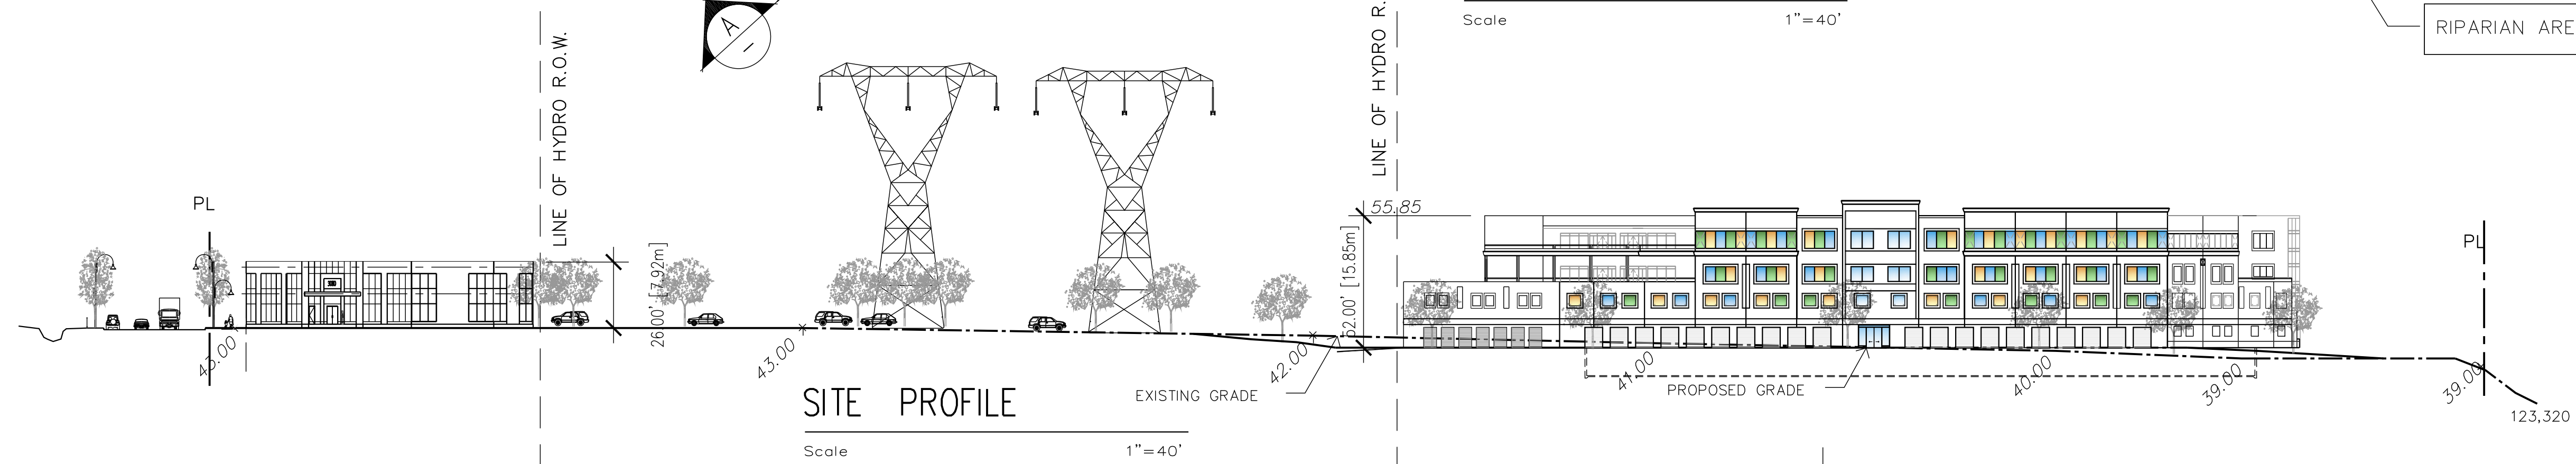 Scale 1"=40'
RIPARIAN ARE
A
1
LINE OF HYDRO R.O.W.
LINE OF HYDRO R.
PL
26.00' [7.92m]
52.00' [15.85m]
55.85
PL
43.00
43.00
42.00
41.00
40.00
39.00
39.00
EXISTING GRADE
PROPOSED GRADE
123,320
SITE PROFILE
Scale 1"=40'